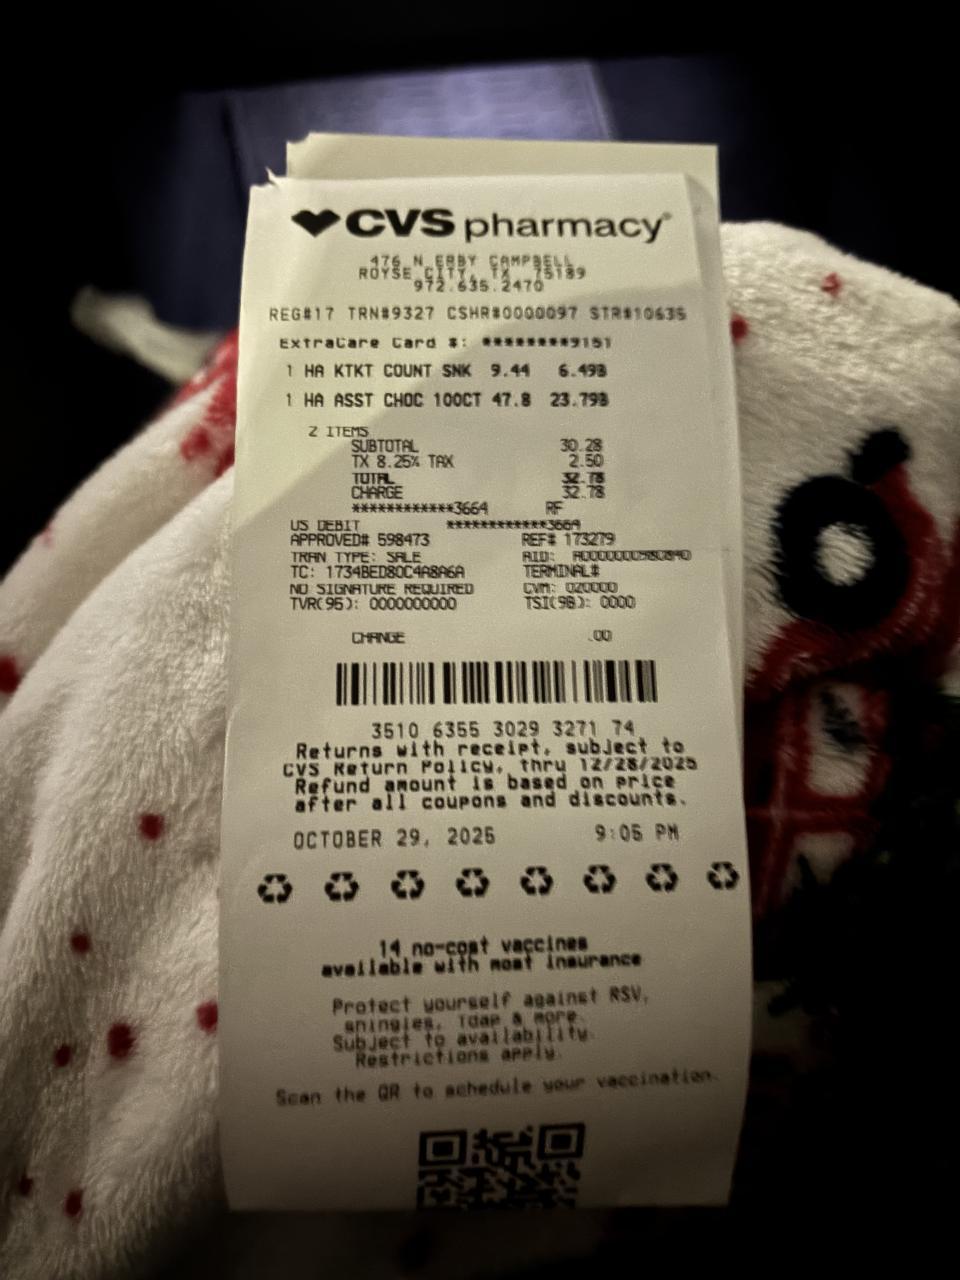 CVS pharmacy®
476 N ERBY CAMPBELL
ROYSE CITY, TX 75189
972.635.2470
REG#17 TRN#9327 CSHR#0000097 STR#10635
ExtraCare Card #: ********9151
1 HA KTKT COUNT SNK 9.44 6.49B
1 HA ASST CHOC 100CT 47.8 23.79B
2 ITEMS
SUBTOTAL 30.28
TX 8.25% TAX 2.50
TOTAL 32.78
CHARGE 32.78
************3664 RF
US DEBIT ************3664
APPROVED# 598473 REF# 173279
TRAN TYPE: SALE AID: A0000000980840
TC: 1734BED80C4A8A6A TERMINAL#
NO SIGNATURE REQUIRED CVM: 020000
TVR(95): 0000000000 TSI(9B): 0000
CHANGE .00
3510 6355 3029 3271 74
Returns with receipt, subject to
CVS Return Policy, thru 12/28/2025
Refund amount is based on price
after all coupons and discounts.
OCTOBER 29, 2025 9:05 PM
14 no-cost vaccines
available with most insurance
Protect yourself against RSV,
shingles, Tdap & more.
Subject to availability.
Restrictions apply.
Scan the QR to schedule your vaccination.